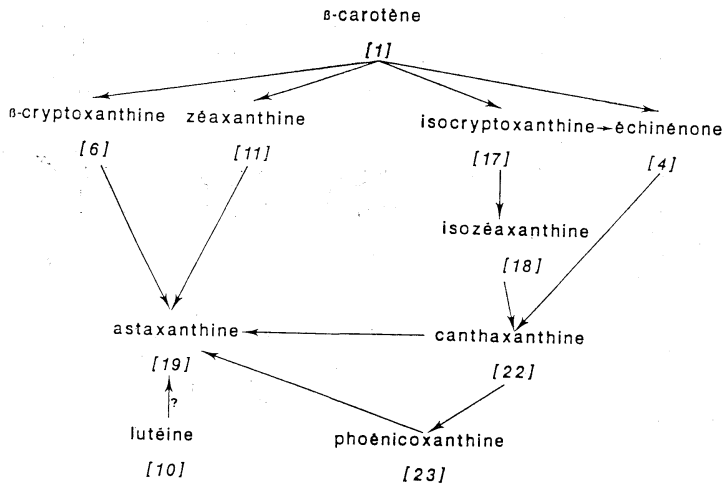 ß-carotène
[1]
ß-cryptoxanthine zéaxanthine isocryptoxanthine échinénone
[6] [11] [17] [4]
isozéaxanthine
[18]
astaxanthine canthaxanthine
[19] [22]
?
lutéine phoênicoxanthine
[10] [23]